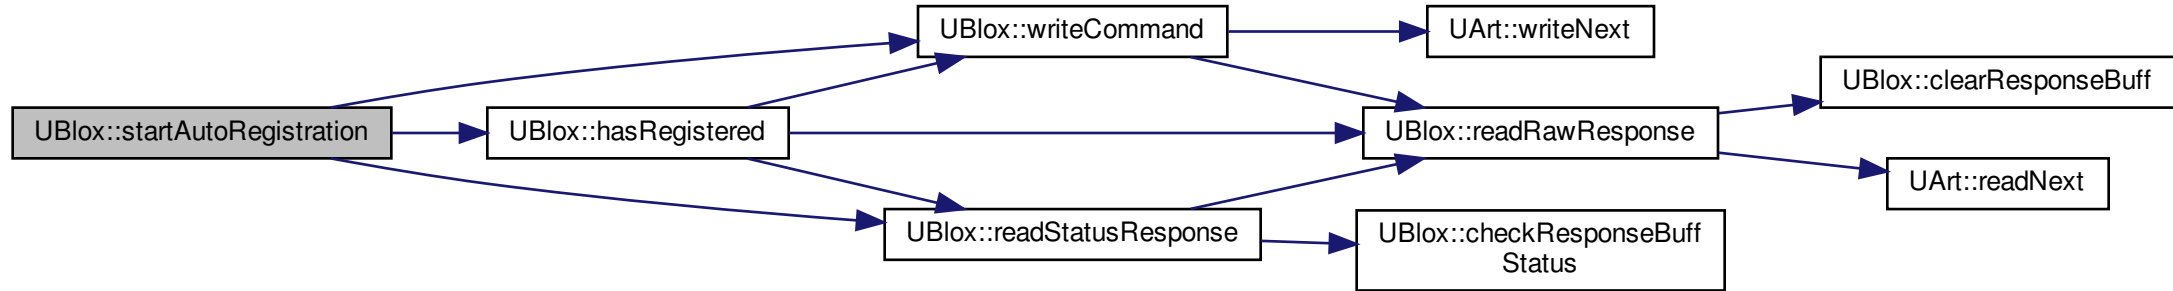 UBlox::startAutoRegistration
UBlox::hasRegistered
UBlox::writeCommand
UBlox::readStatusResponse
UArt::writeNext
UBlox::readRawResponse
UBlox::checkResponseBuff
Status
UBlox::clearResponseBuff
UArt::readNext